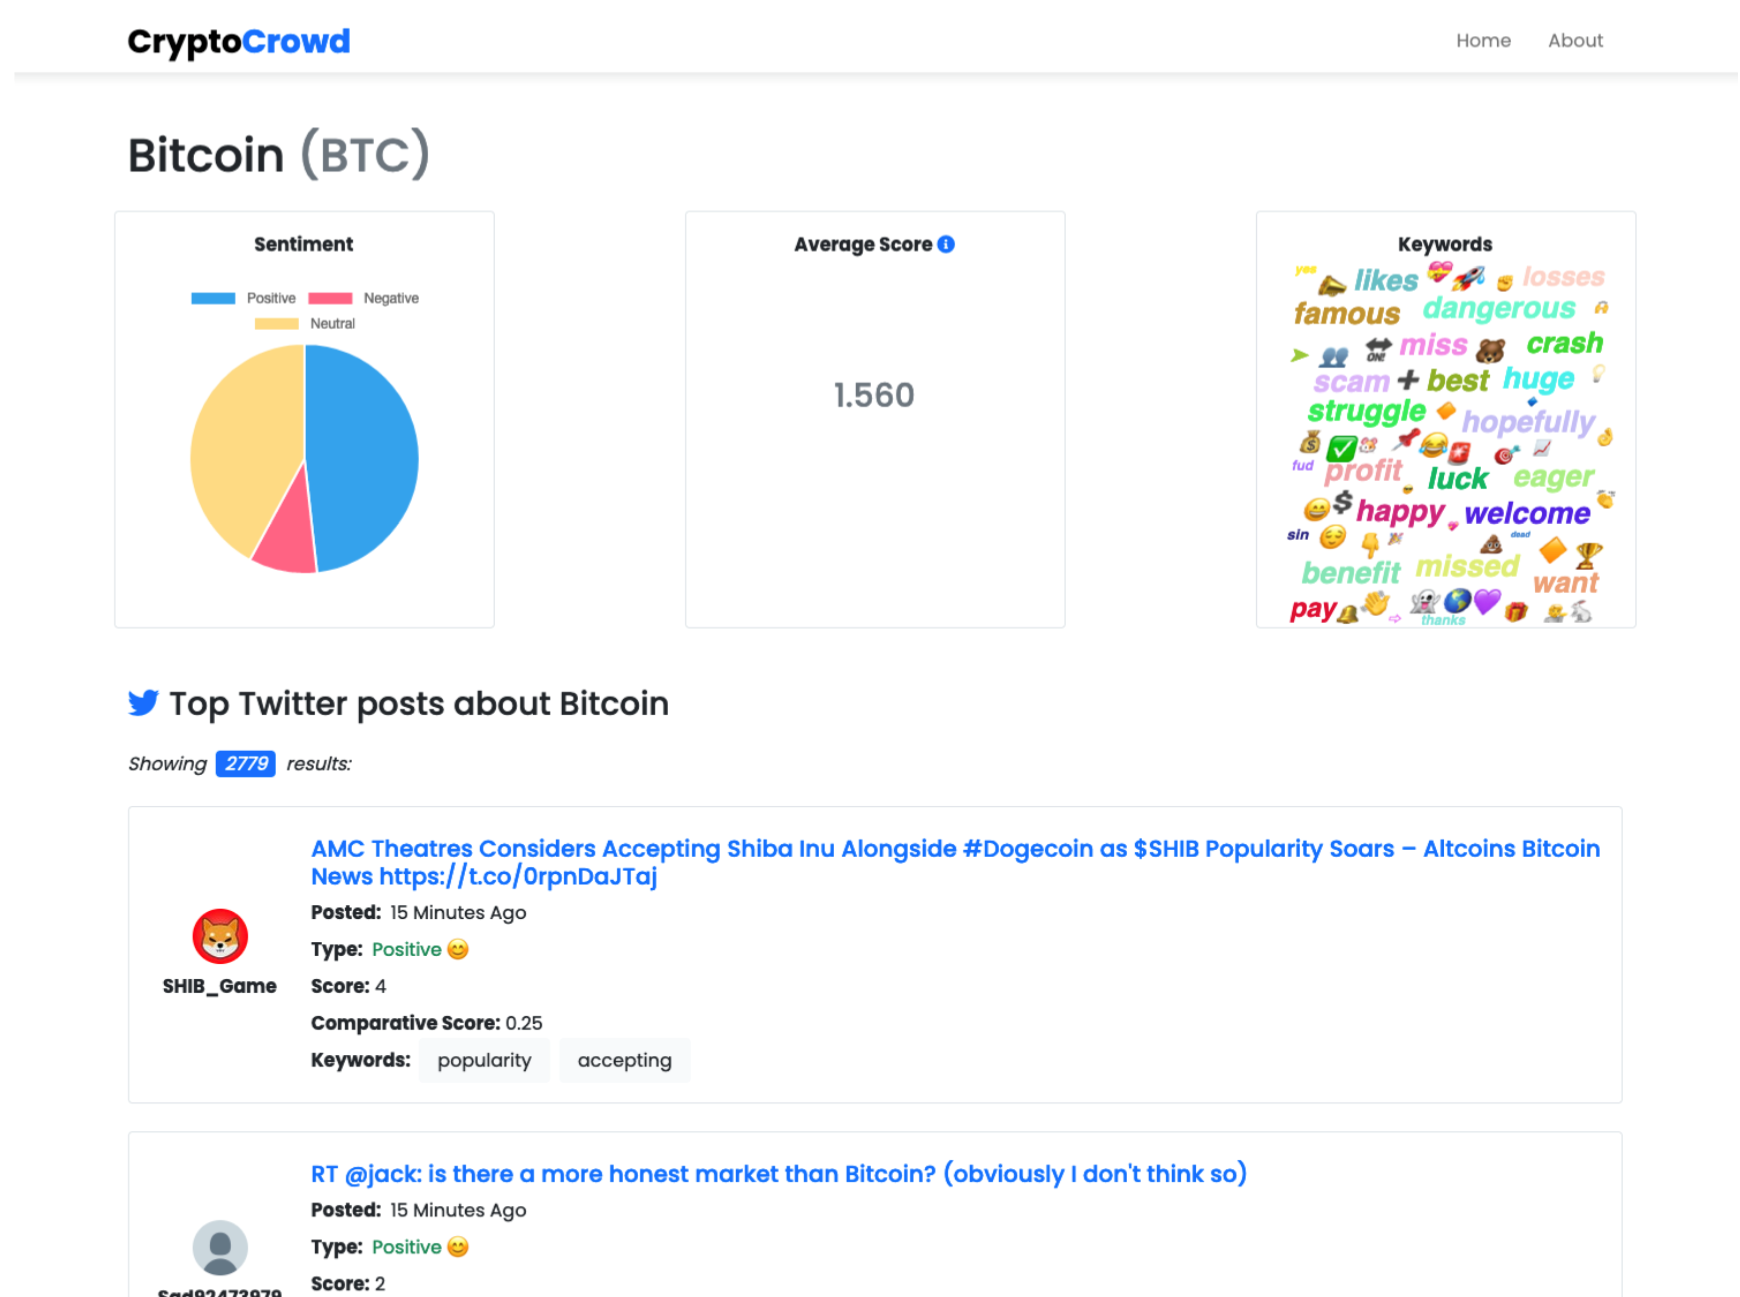 CryptoCrowd
Home About
Bitcoin (BTC)
Sentiment
Positive Negative
Neutral
Average Score
1.560
Keywords
yes likes losses
famous dangerous
ON! miss crash
scam best huge
struggle hopefully
fud profit luck eager
$ happy welcome
sin dead
benefit missed want
pay thanks
Top Twitter posts about Bitcoin
Showing 2779 results:
AMC Theatres Considers Accepting Shiba Inu Alongside #Dogecoin as $SHIB Popularity Soars – Altcoins Bitcoin
News https://t.co/0rpnDaJTaj
Posted: 15 Minutes Ago
Type: Positive 😊
SHIB_Game
Score: 4
Comparative Score: 0.25
Keywords: popularity accepting
RT @jack: is there a more honest market than Bitcoin? (obviously I don't think so)
Posted: 15 Minutes Ago
Type: Positive 😊
Score: 2
Sad92473979